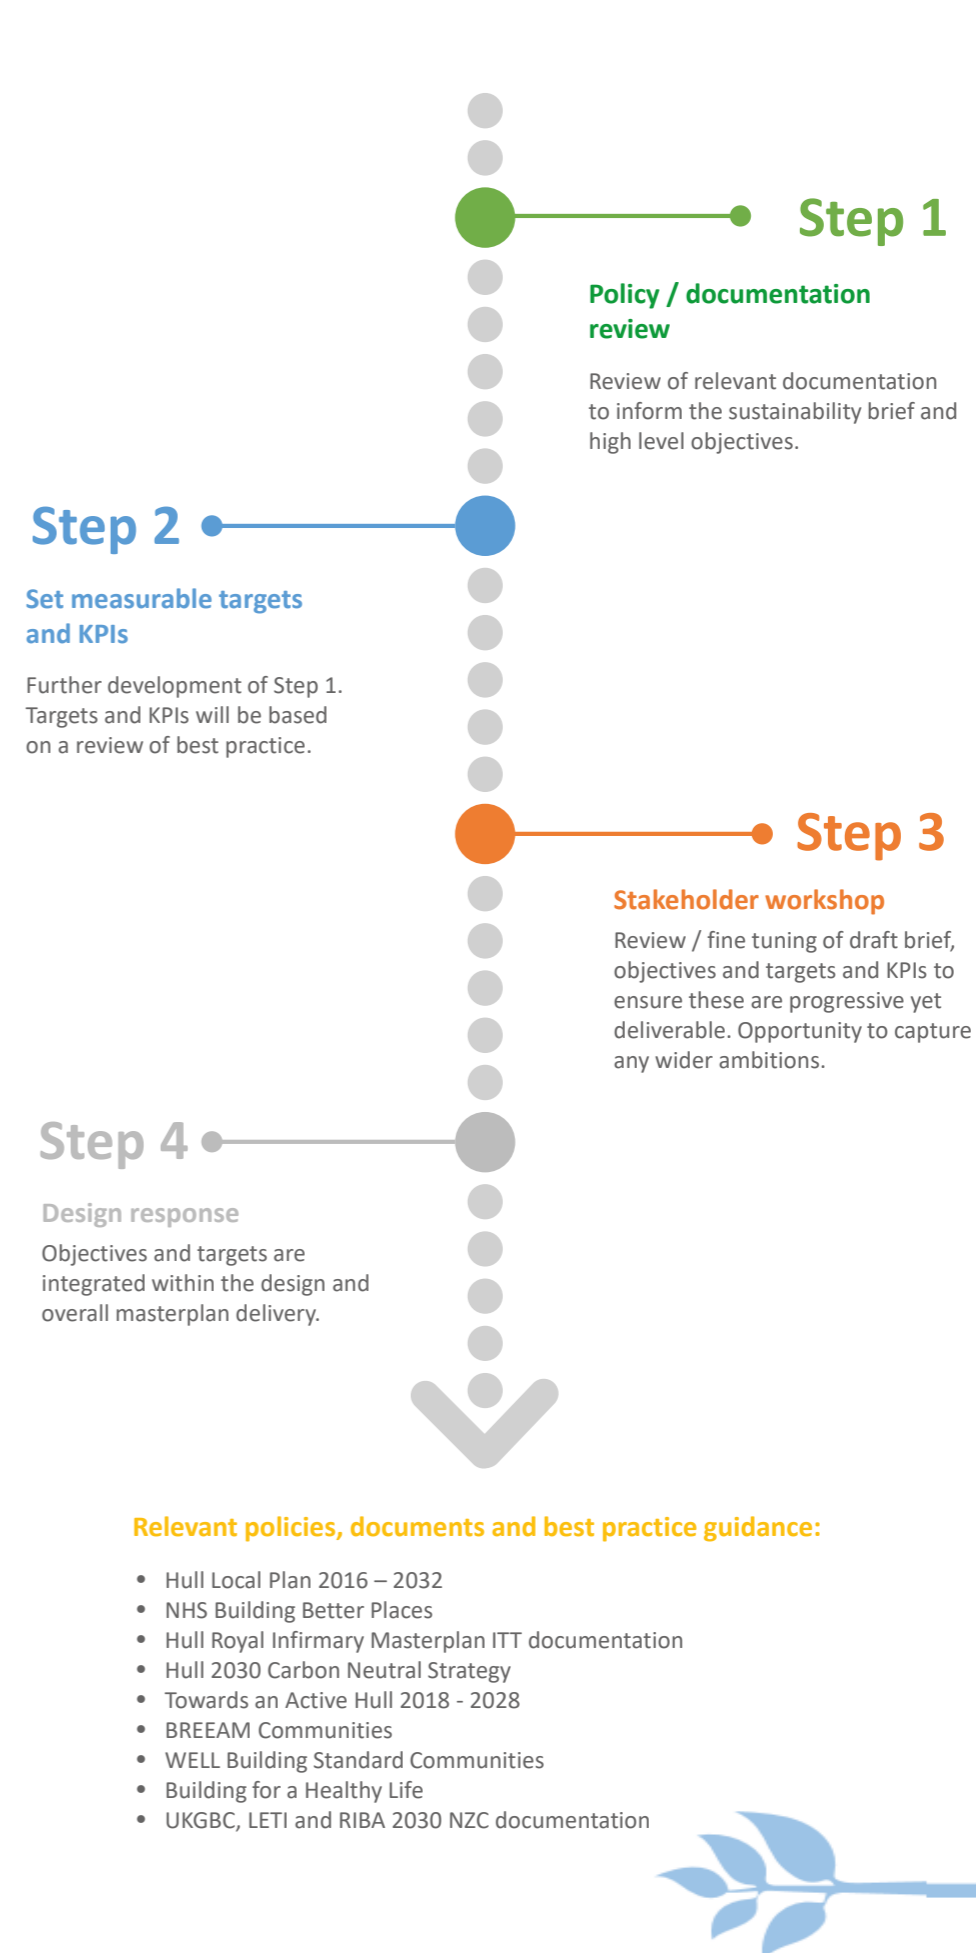 Step 1
Policy / documentation
review
Review of relevant documentation
to inform the sustainability brief and
high level objectives.
Step 2
Set measurable targets
and KPIs
Further development of Step 1.
Targets and KPIs will be based
on a review of best practice.
Step 3
Stakeholder workshop
Review / fine tuning of draft brief,
objectives and targets and KPIs to
ensure these are progressive yet
deliverable. Opportunity to capture
any wider ambitions.
Step 4
Design response
Objectives and targets are
integrated within the design and
overall masterplan delivery.
Relevant policies, documents and best practice guidance:
• Hull Local Plan 2016 – 2032
• NHS Building Better Places
• Hull Royal Infirmary Masterplan ITT documentation
• Hull 2030 Carbon Neutral Strategy
• Towards an Active Hull 2018 - 2028
• BREEAM Communities
• WELL Building Standard Communities
• Building for a Healthy Life
• UKGBC, LETI and RIBA 2030 NZC documentation